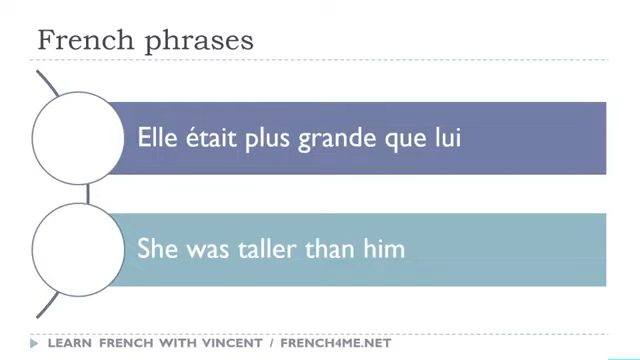 French phrases
Elle était plus grande que lui
She was taller than him
LEARN FRENCH WITH VINCENT / FRENCH4ME.NET